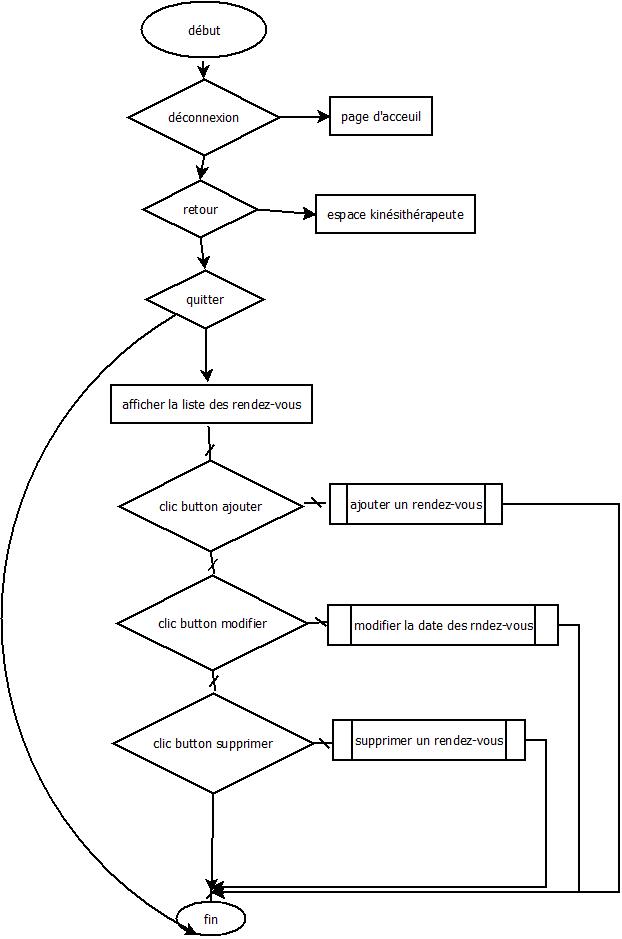 début
déconnexion
page d'acceuil
retour
espace kinésithérapeute
quitter
afficher la liste des rendez-vous
clic button ajouter
ajouter un rendez-vous
clic button modifier
modifier la date des rndez-vous
clic button supprimer
supprimer un rendez-vous
fin